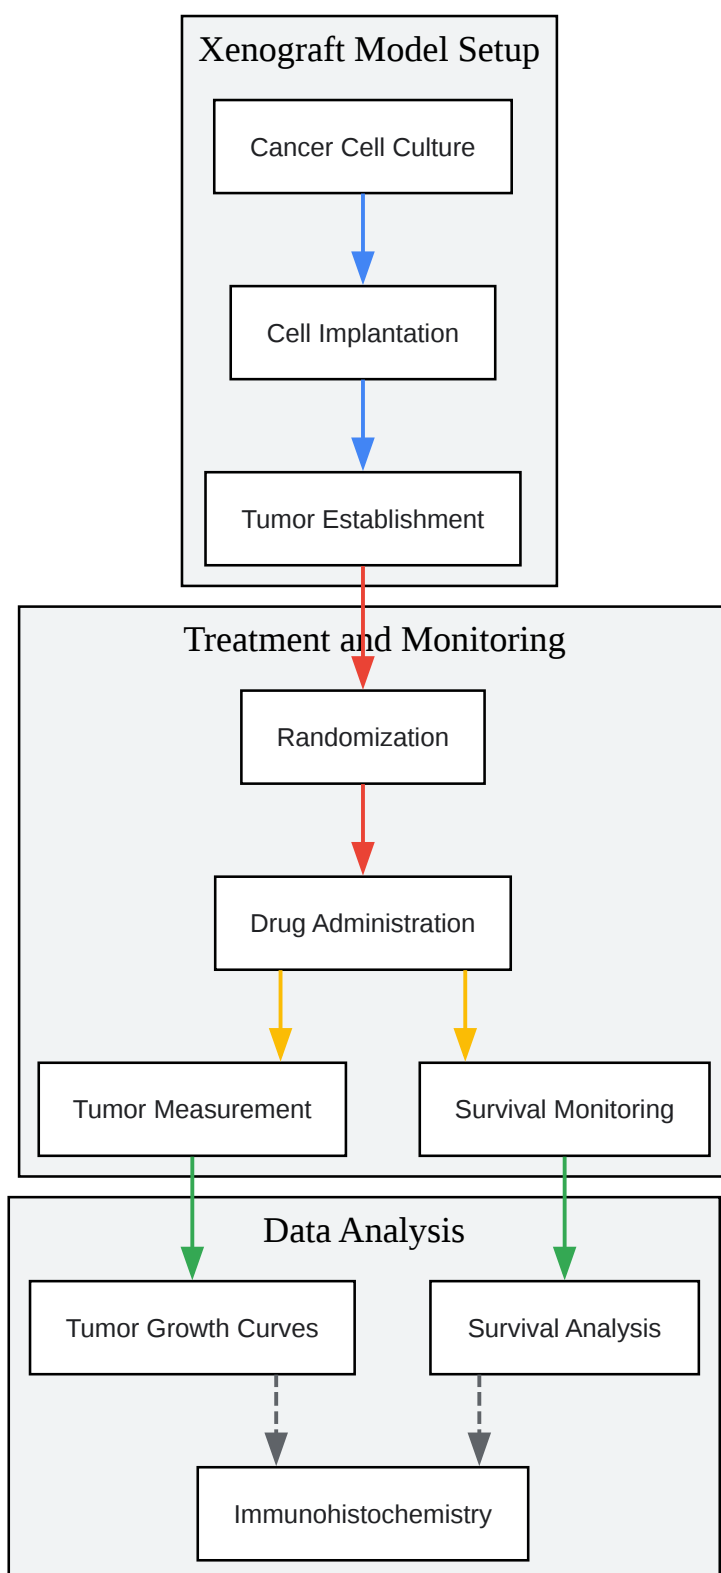 Xenograft Model Setup
Cancer Cell Culture
Cell Implantation
Tumor Establishment
Treatment and Monitoring
Randomization
Drug Administration
Tumor Measurement
Survival Monitoring
Data Analysis
Tumor Growth Curves
Survival Analysis
Immunohistochemistry